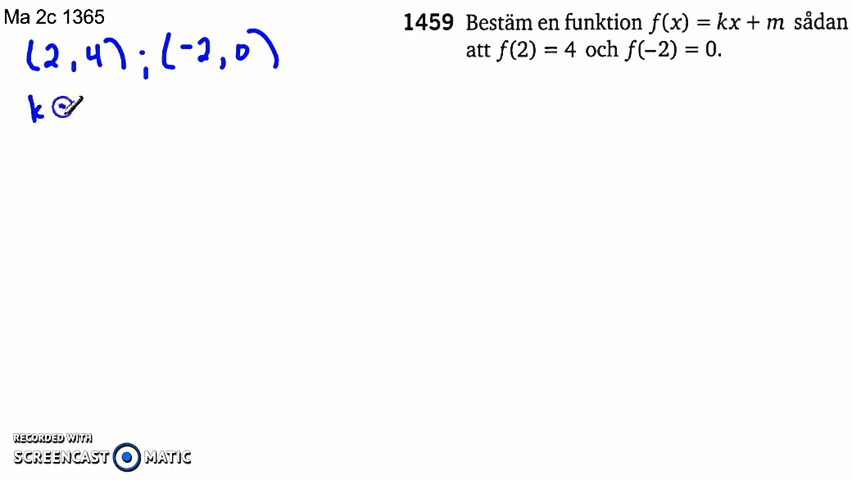 Ma 2c 1365
(2,4) ; (-2,0)
k
1459 Bestäm en funktion f(x) = kx + m sådan
att f(2) = 4 och f(−2) = 0.
RECORDED WITH
SCREENCAST MATIC